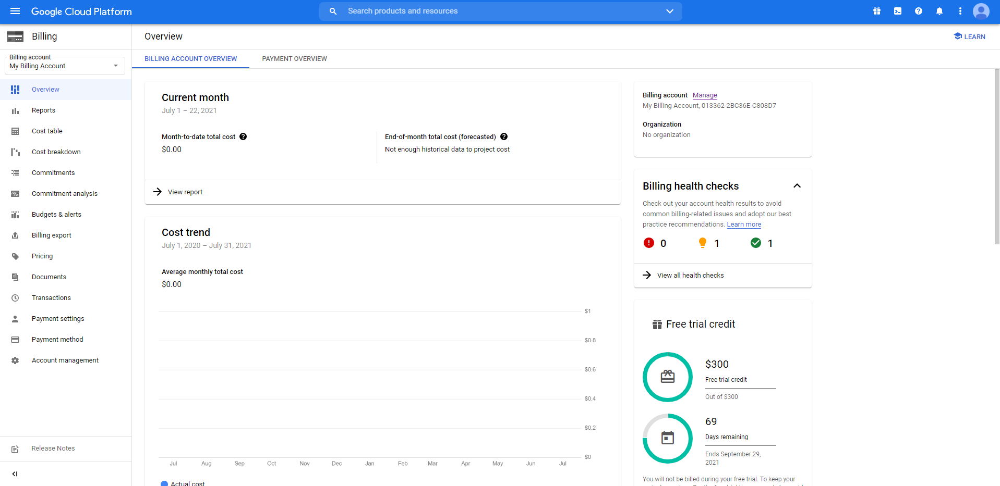 Google Cloud Platform
Search products and resources
Billing
Overview
LEARN
Billing account
My Billing Account
BILLING ACCOUNT OVERVIEW
PAYMENT OVERVIEW
Overview
Reports
Cost table
Cost breakdown
Commitments
Commitment analysis
Budgets & alerts
Billing export
Pricing
Documents
Transactions
Payment settings
Payment method
Account management
Release Notes
Current month
July 1 – 22, 2021
Month-to-date total cost
$0.00
End-of-month total cost (forecasted)
Not enough historical data to project cost
View report
Cost trend
July 1, 2020 – July 31, 2021
Average monthly total cost
$0.00
$1
$0.8
$0.6
$0.4
$0.2
$0
Jul Aug Sep Oct Nov Dec Jan Feb Mar Apr May Jun Jul
Actual cost
Billing account Manage
My Billing Account, 013362-2BC36E-C808D7
Organization
No organization
Billing health checks
Check out your account health results to avoid
common billing-related issues and adopt our best
practice recommendations. Learn more
0 1 1
View all health checks
Free trial credit
$300
Free trial credit
Out of $300
69
Days remaining
Ends September 29,
2021
You will not be billed during your free trial. To keep your